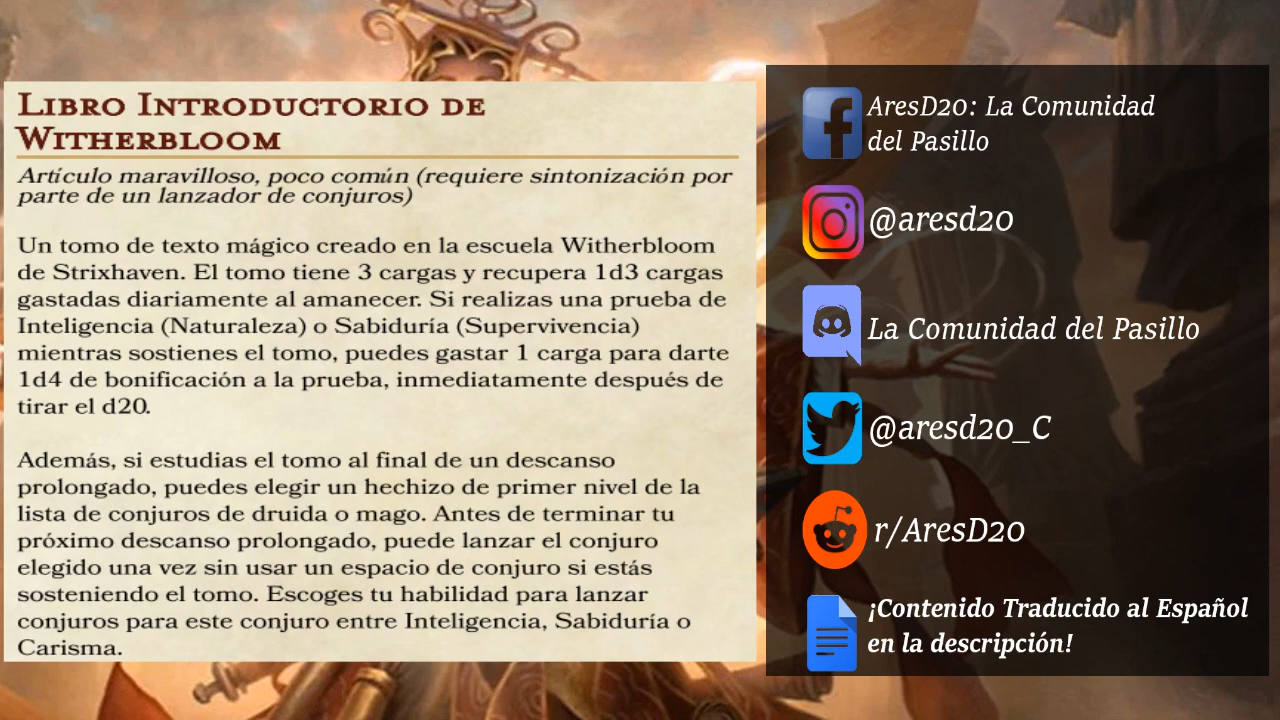 Libro Introductorio de
Witherbloom
Artículo maravilloso, poco común (requiere sintonización por
parte de un lanzador de conjuros)
Un tomo de texto mágico creado en la escuela Witherbloom
de Strixhaven. El tomo tiene 3 cargas y recupera 1d3 cargas
gastadas diariamente al amanecer. Si realizas una prueba de
Inteligencia (Naturaleza) o Sabiduría (Supervivencia)
mientras sostienes el tomo, puedes gastar 1 carga para darte
1d4 de bonificación a la prueba, inmediatamente después de
tirar el d20.
Además, si estudias el tomo al final de un descanso
prolongado, puedes elegir un hechizo de primer nivel de la
lista de conjuros de druida o mago. Antes de terminar tu
próximo descanso prolongado, puede lanzar el conjuro
elegido una vez sin usar un espacio de conjuro si estás
sosteniendo el tomo. Escoges tu habilidad para lanzar
conjuros para este conjuro entre Inteligencia, Sabiduría o
Carisma.
AresD20: La Comunidad
del Pasillo
@aresd20
La Comunidad del Pasillo
@aresd20_C
r/AresD20
¡Contenido Traducido al Español
en la descripción!